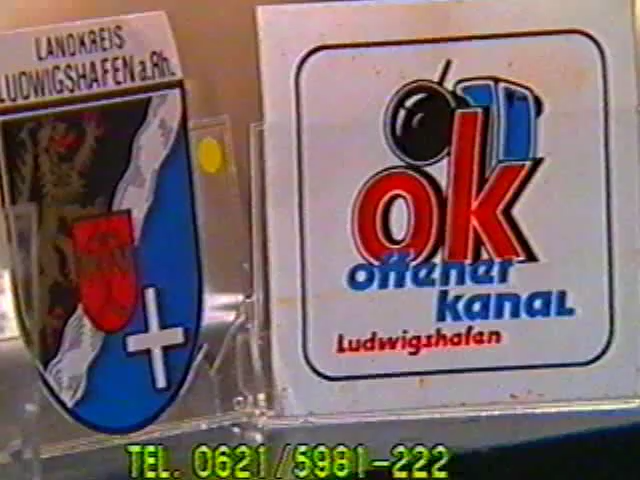 LANDKREIS
LUDWIGSHAFEN a.Rh.
ok
offener
kanal
Ludwigshafen
TEL. 0621/5981-222